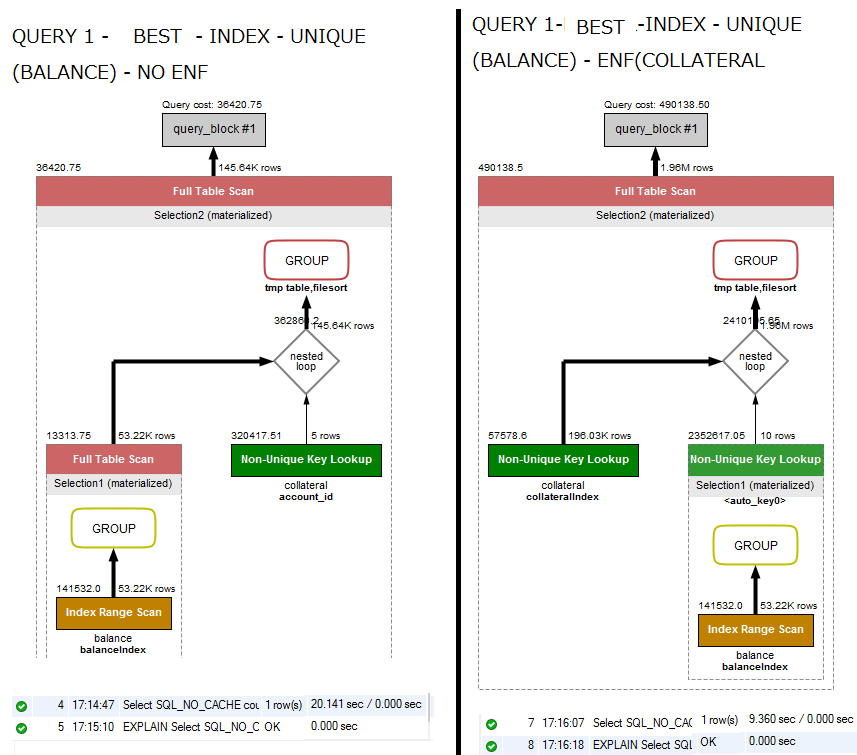 QUERY 1 - BEST - INDEX - UNIQUE
(BALANCE) - NO ENF
Query cost: 36420.75
query_block #1
36420.75
145.64K rows
Full Table Scan
Selection2 (materialized)
GROUP
tmp table,filesort
145.64K rows
nested
loop
13313.75
53.22K rows
320417.51
5 rows
Full Table Scan
Non-Unique Key Lookup
Selection1 (materialized)
collateral
account_id
GROUP
141532.0
53.22K rows
Index Range Scan
balance
balanceIndex
4 17:14:47 Select SQL_NO_CACHE cou 1 row(s) 20.141 sec / 0.000 sec
5 17:15:10 EXPLAIN Select SQL_NO_C OK 0.000 sec
QUERY 1- BEST -INDEX - UNIQUE
(BALANCE) - ENF(COLLATERAL
Query cost: 490138.50
query_block #1
490138.5
1.96M rows
Full Table Scan
Selection2 (materialized)
GROUP
tmp table,filesort
1.96M rows
nested
loop
57578.6
196.03K rows
2352617.05
10 rows
Non-Unique Key Lookup
Non-Unique Key Lookup
collateral
collateralIndex
Selection1 (materialized)
<auto_key0>
GROUP
141532.0
53.22K rows
Index Range Scan
balance
balanceIndex
7 17:16:07 Select SQL_NO_CAC 1 row(s) 9.360 sec / 0.000 sec
8 17:16:18 EXPLAIN Select SQL OK 0.000 sec